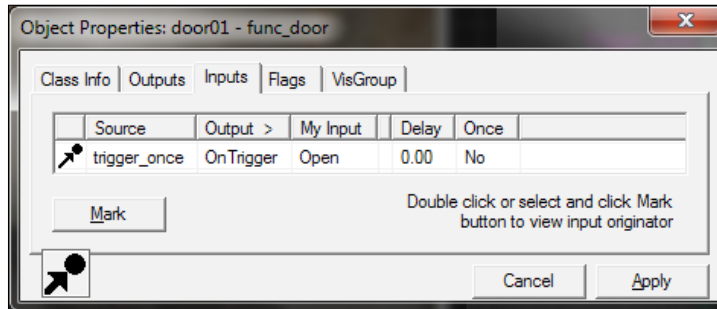 Object Properties: door01 - func_door
Class Info Outputs Inputs Flags VisGroup
Source Output > My Input Delay Once
trigger_once OnTrigger Open 0.00 No
Mark
Double click or select and click Mark
button to view input originator
Cancel Apply